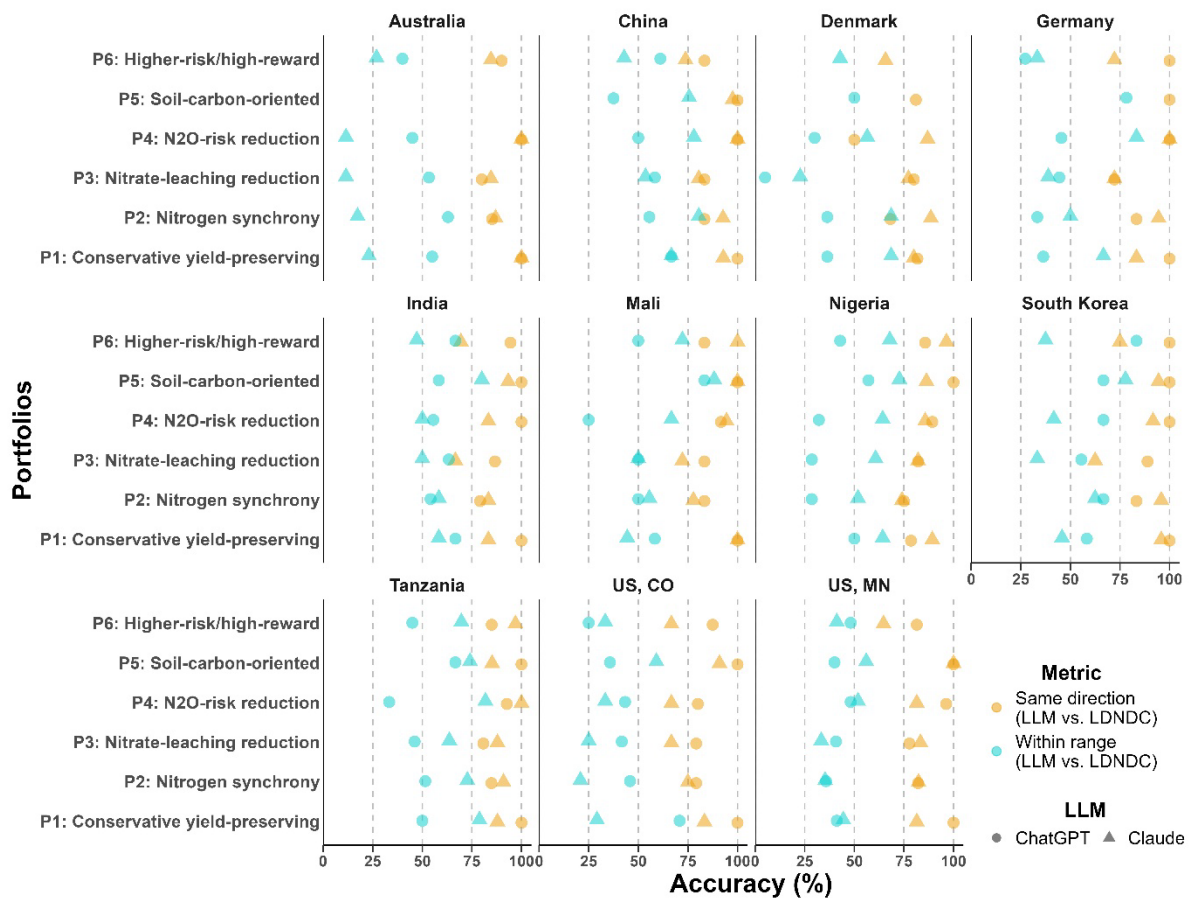 Australia China Denmark Germany
P6: Higher-risk/high-reward
P5: Soil-carbon-oriented
P4: N2O-risk reduction
P3: Nitrate-leaching reduction
P2: Nitrogen synchrony
P1: Conservative yield-preserving
India Mali Nigeria South Korea
P6: Higher-risk/high-reward
P5: Soil-carbon-oriented
P4: N2O-risk reduction
P3: Nitrate-leaching reduction
P2: Nitrogen synchrony
P1: Conservative yield-preserving
0 25 50 75 100
Portfolios
Tanzania US, CO US, MN
P6: Higher-risk/high-reward
P5: Soil-carbon-oriented
P4: N2O-risk reduction
P3: Nitrate-leaching reduction
P2: Nitrogen synchrony
P1: Conservative yield-preserving
0 25 50 75 100 0 25 50 75 100 0 25 50 75 100
Accuracy (%)
Metric
Same direction
(LLM vs. LDNDC)
Within range
(LLM vs. LDNDC)
LLM
ChatGPT Claude